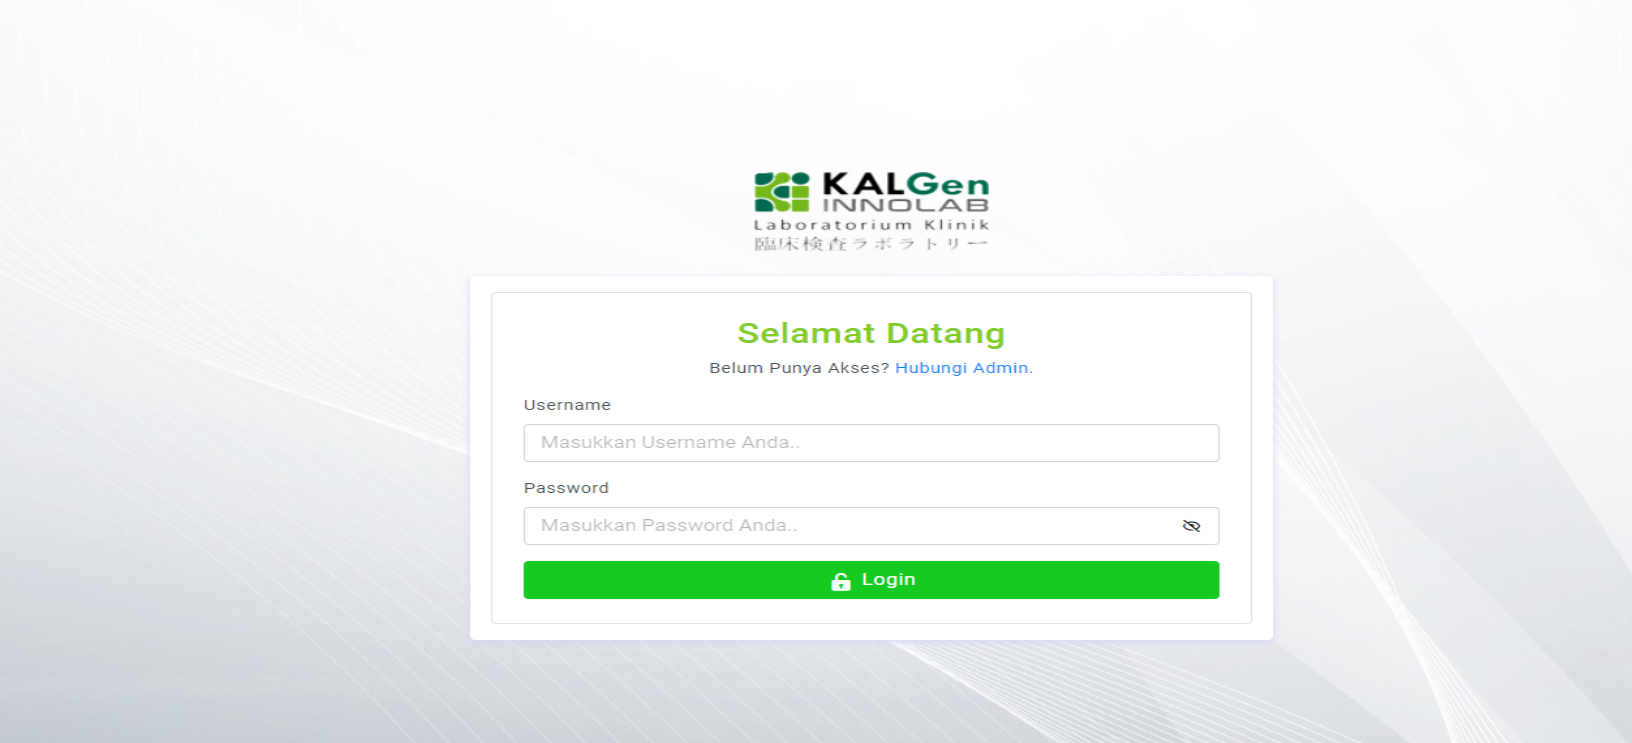 KALGen
INNOLAB
Laboratorium Klinik
臨床検査ラボラトリー
Selamat Datang
Belum Punya Akses? Hubungi Admin.
Username
Masukkan Username Anda..
Password
Masukkan Password Anda..
Login